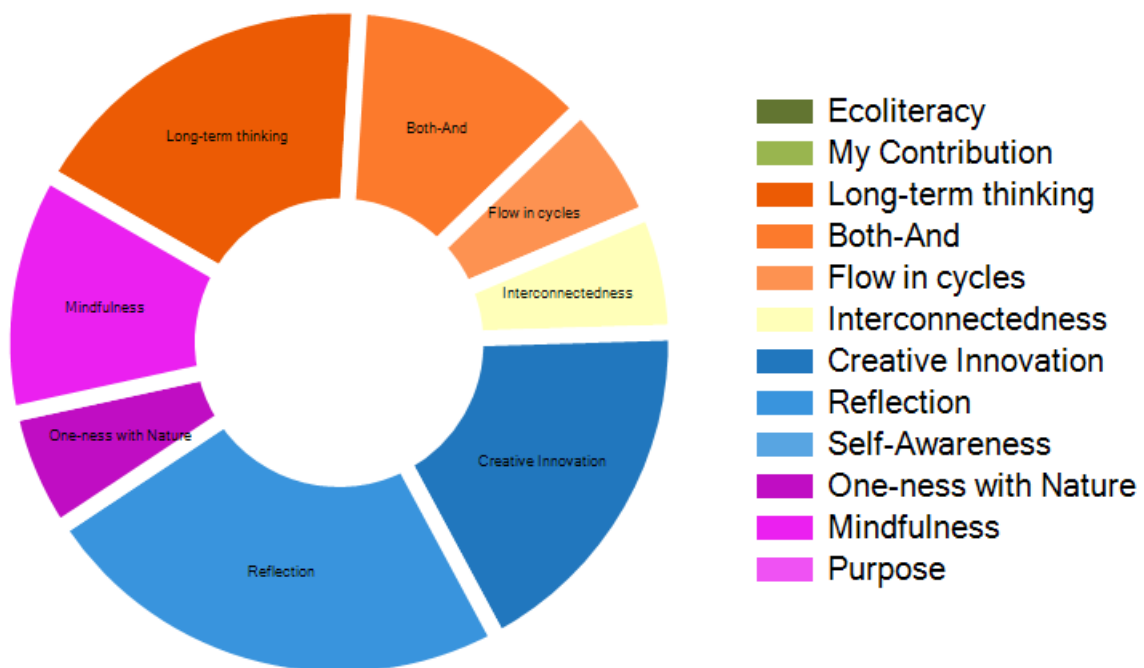 Long-term thinking
Both-And
Flow in cycles
Interconnectedness
Mindfulness
One-ness with Nature
Creative Innovation
Reflection
Ecoliteracy
My Contribution
Long-term thinking
Both-And
Flow in cycles
Interconnectedness
Creative Innovation
Reflection
Self-Awareness
One-ness with Nature
Mindfulness
Purpose